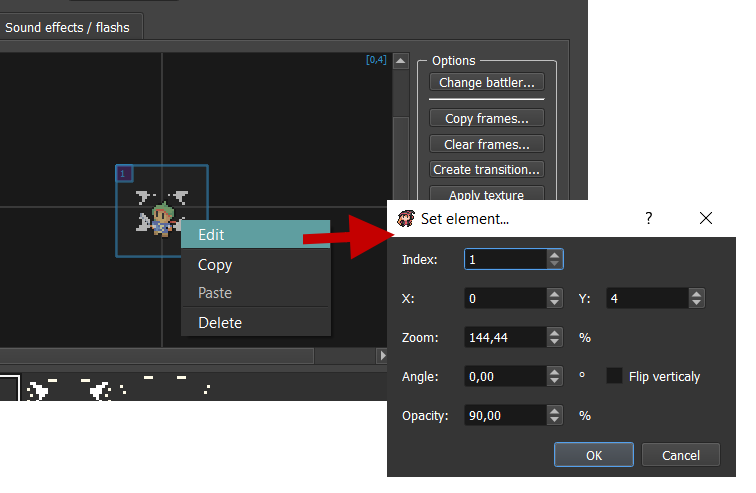 Sound effects / flashs
[0,4]
Options
Change battler...
Copy frames...
Clear frames...
Create transition...
Apply texture
1
Edit
Copy
Paste
Delete
Set element...
?
Index: 1
X: 0 Y: 4
Zoom: 144,44 %
Angle: 0,00 º Flip verticaly
Opacity: 90,00 %
OK Cancel